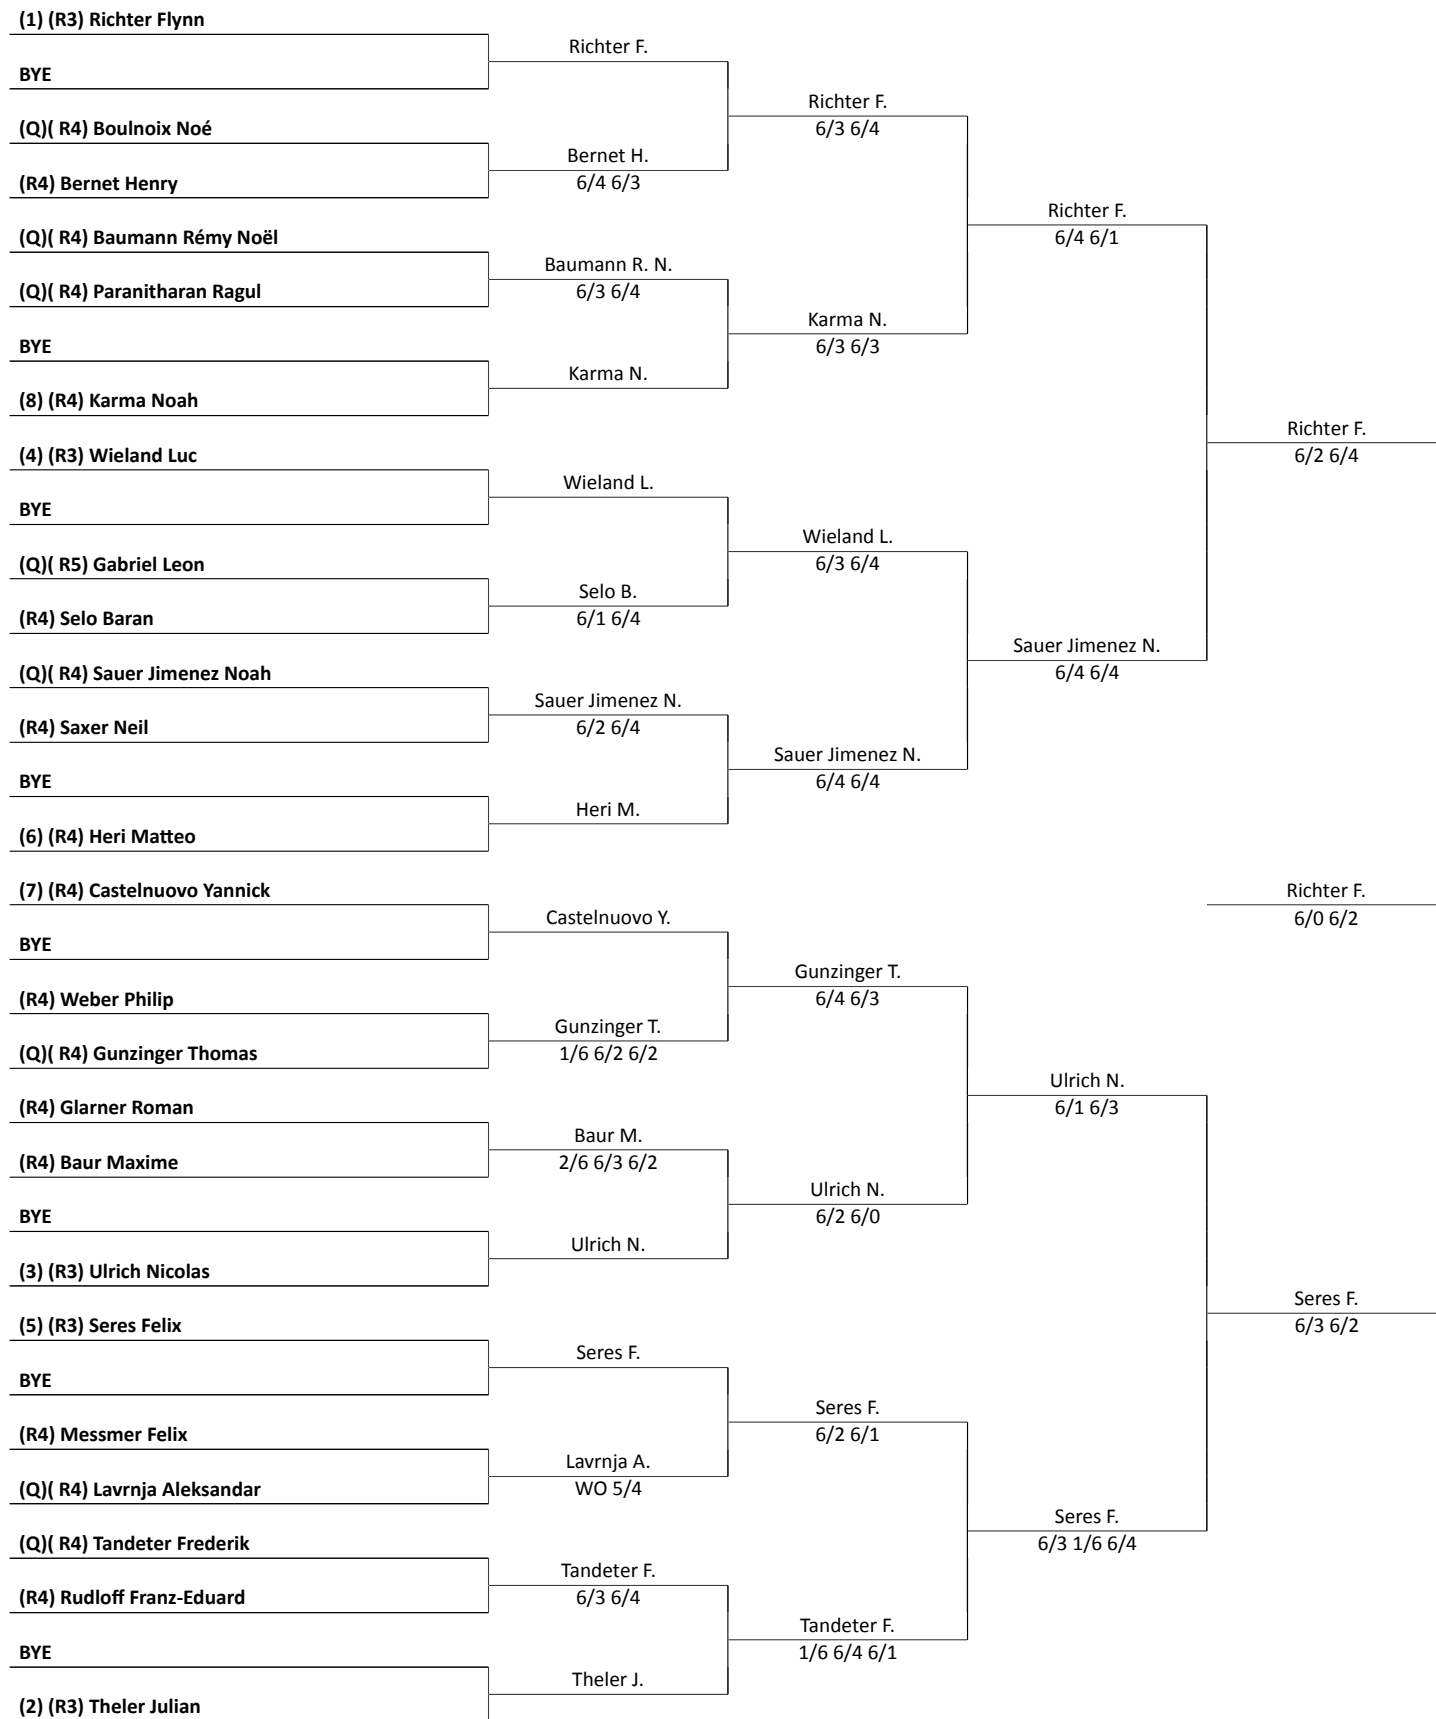 (1) (R3) Richter Flynn
Richter F.
BYE
Richter F.
6/3 6/4
(Q)( R4) Boulnoix Noé
Bernet H.
6/4 6/3
(R4) Bernet Henry
Richter F.
6/4 6/1
(Q)( R4) Baumann Rémy Noël
Baumann R. N.
6/3 6/4
(Q)( R4) Paranitharan Ragul
Karma N.
6/3 6/3
BYE
Karma N.
(8) (R4) Karma Noah
Richter F.
6/2 6/4
(4) (R3) Wieland Luc
Wieland L.
BYE
Wieland L.
6/3 6/4
(Q)( R5) Gabriel Leon
Selo B.
6/1 6/4
(R4) Selo Baran
Sauer Jimenez N.
6/4 6/4
(Q)( R4) Sauer Jimenez Noah
Sauer Jimenez N.
6/2 6/4
(R4) Saxer Neil
Sauer Jimenez N.
6/4 6/4
BYE
Heri M.
(6) (R4) Heri Matteo
(7) (R4) Castelnuovo Yannick
Richter F.
6/0 6/2
Castelnuovo Y.
BYE
Gunzinger T.
6/4 6/3
(R4) Weber Philip
Gunzinger T.
1/6 6/2 6/2
(Q)( R4) Gunzinger Thomas
Ulrich N.
6/1 6/3
(R4) Glarner Roman
Baur M.
2/6 6/3 6/2
(R4) Baur Maxime
Ulrich N.
6/2 6/0
BYE
Ulrich N.
(3) (R3) Ulrich Nicolas
Seres F.
6/3 6/2
(5) (R3) Seres Felix
Seres F.
BYE
Seres F.
6/2 6/1
(R4) Messmer Felix
Lavrnja A.
WO 5/4
(Q)( R4) Lavrnja Aleksandar
Seres F.
6/3 1/6 6/4
(Q)( R4) Tandeter Frederik
Tandeter F.
6/3 6/4
(R4) Rudloff Franz-Eduard
Tandeter F.
1/6 6/4 6/1
BYE
Theler J.
(2) (R3) Theler Julian